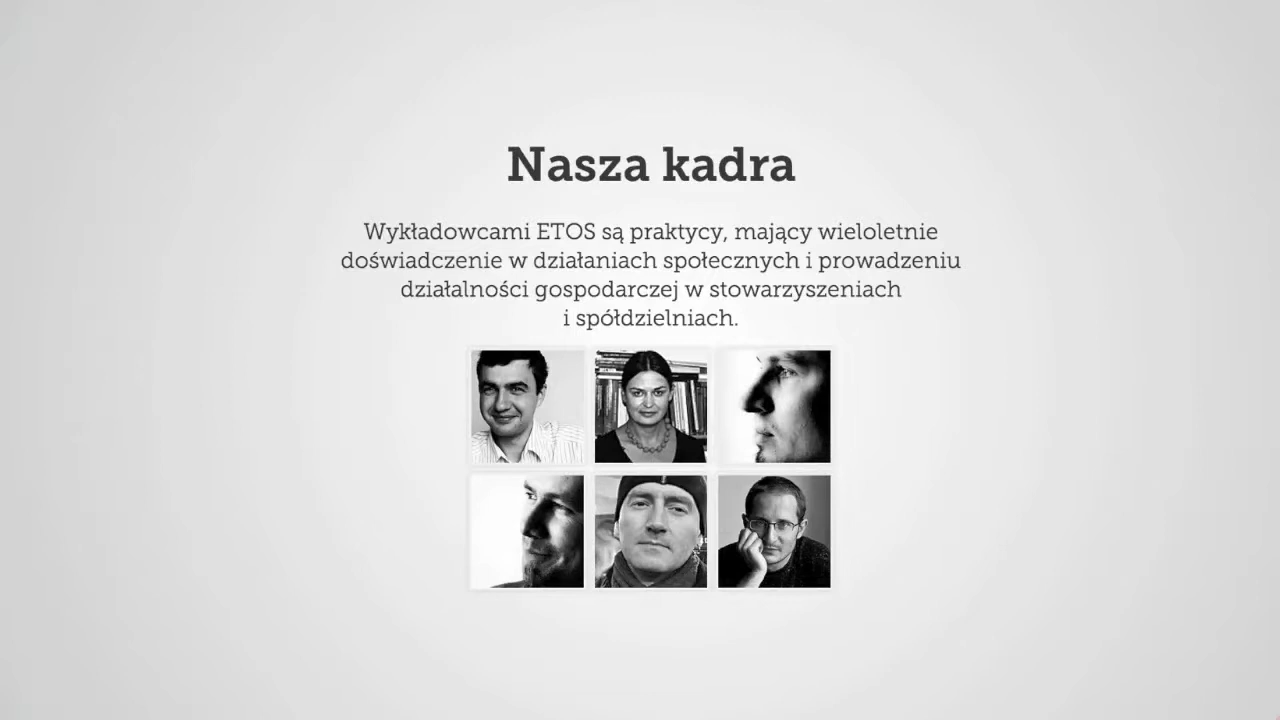 Nasza kadra
Wykładowcami ETOS są praktycy, mający wieloletnie
doświadczenie w działaniach społecznych i prowadzeniu
działalności gospodarczej w stowarzyszeniach
i spółdzielniach.